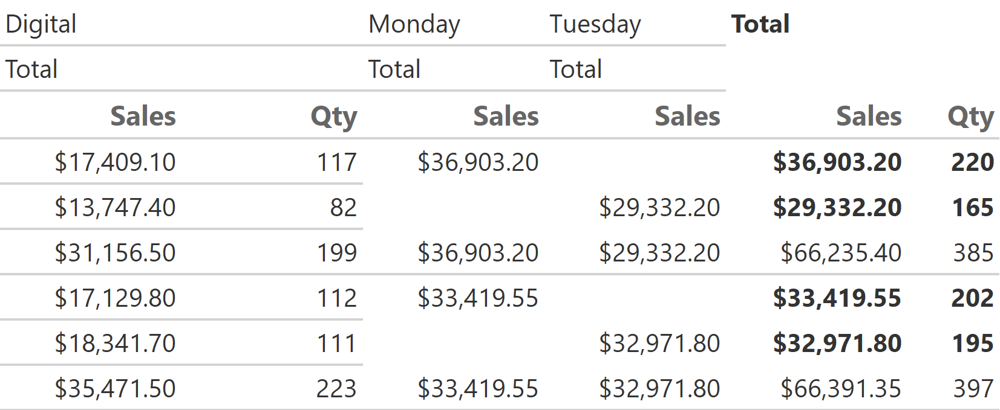 Digital Monday Tuesday Total
Total Total Total
Sales Qty Sales Sales Sales Qty
$17,409.10 117 $36,903.20 $36,903.20 220
$13,747.40 82 $29,332.20 $29,332.20 165
$31,156.50 199 $36,903.20 $29,332.20 $66,235.40 385
$17,129.80 112 $33,419.55 $33,419.55 202
$18,341.70 111 $32,971.80 $32,971.80 195
$35,471.50 223 $33,419.55 $32,971.80 $66,391.35 397